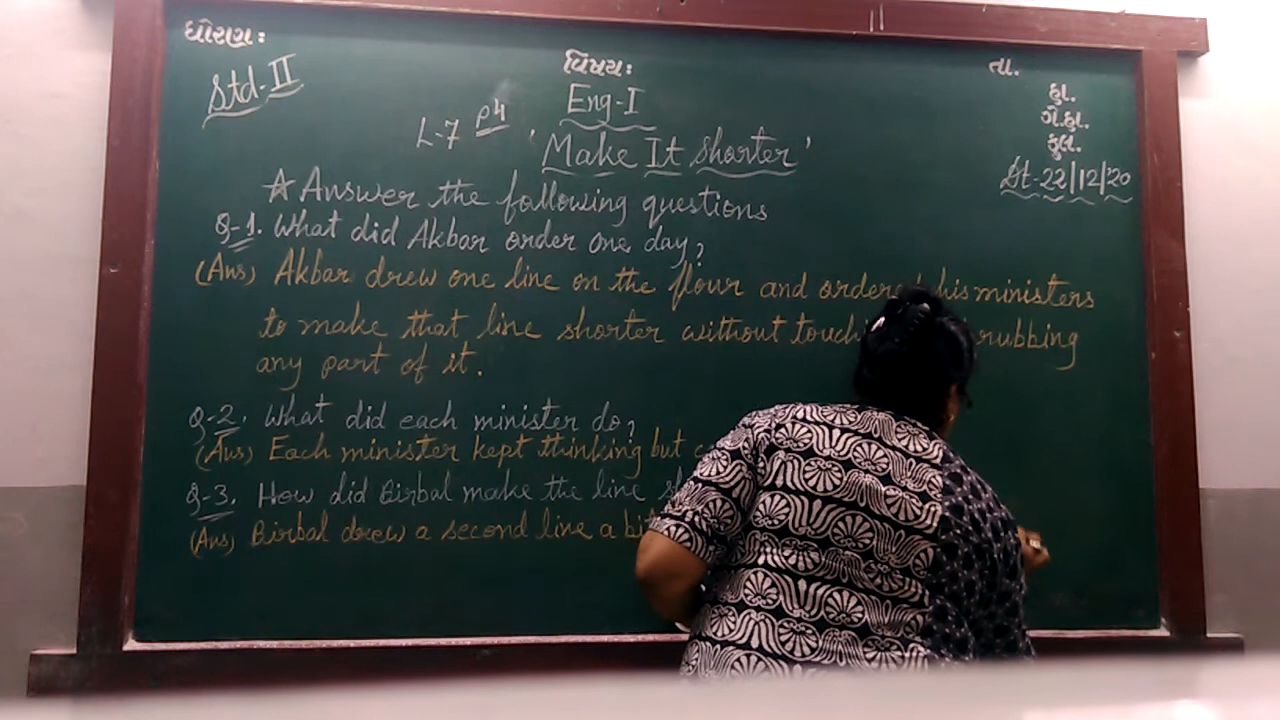 ધોરણ:
Std-II
વિષય:
Eng-I
તા.
હા.
ગે.હા.
કુલ.
Dt-22/12/'20
L-7 P4
'Make It Shorter'
☆ Answer the following questions
Q-1. What did Akbar order one day?
(Ans) Akbar drew one line on the flour and ordered his ministers
to make that line shorter without rubbing
any part of it.
Q-2. What did each minister do?
(Ans) Each minister kept thinking but
Q-3. How did Birbal make the line
(Ans) Birbal drew a second line a